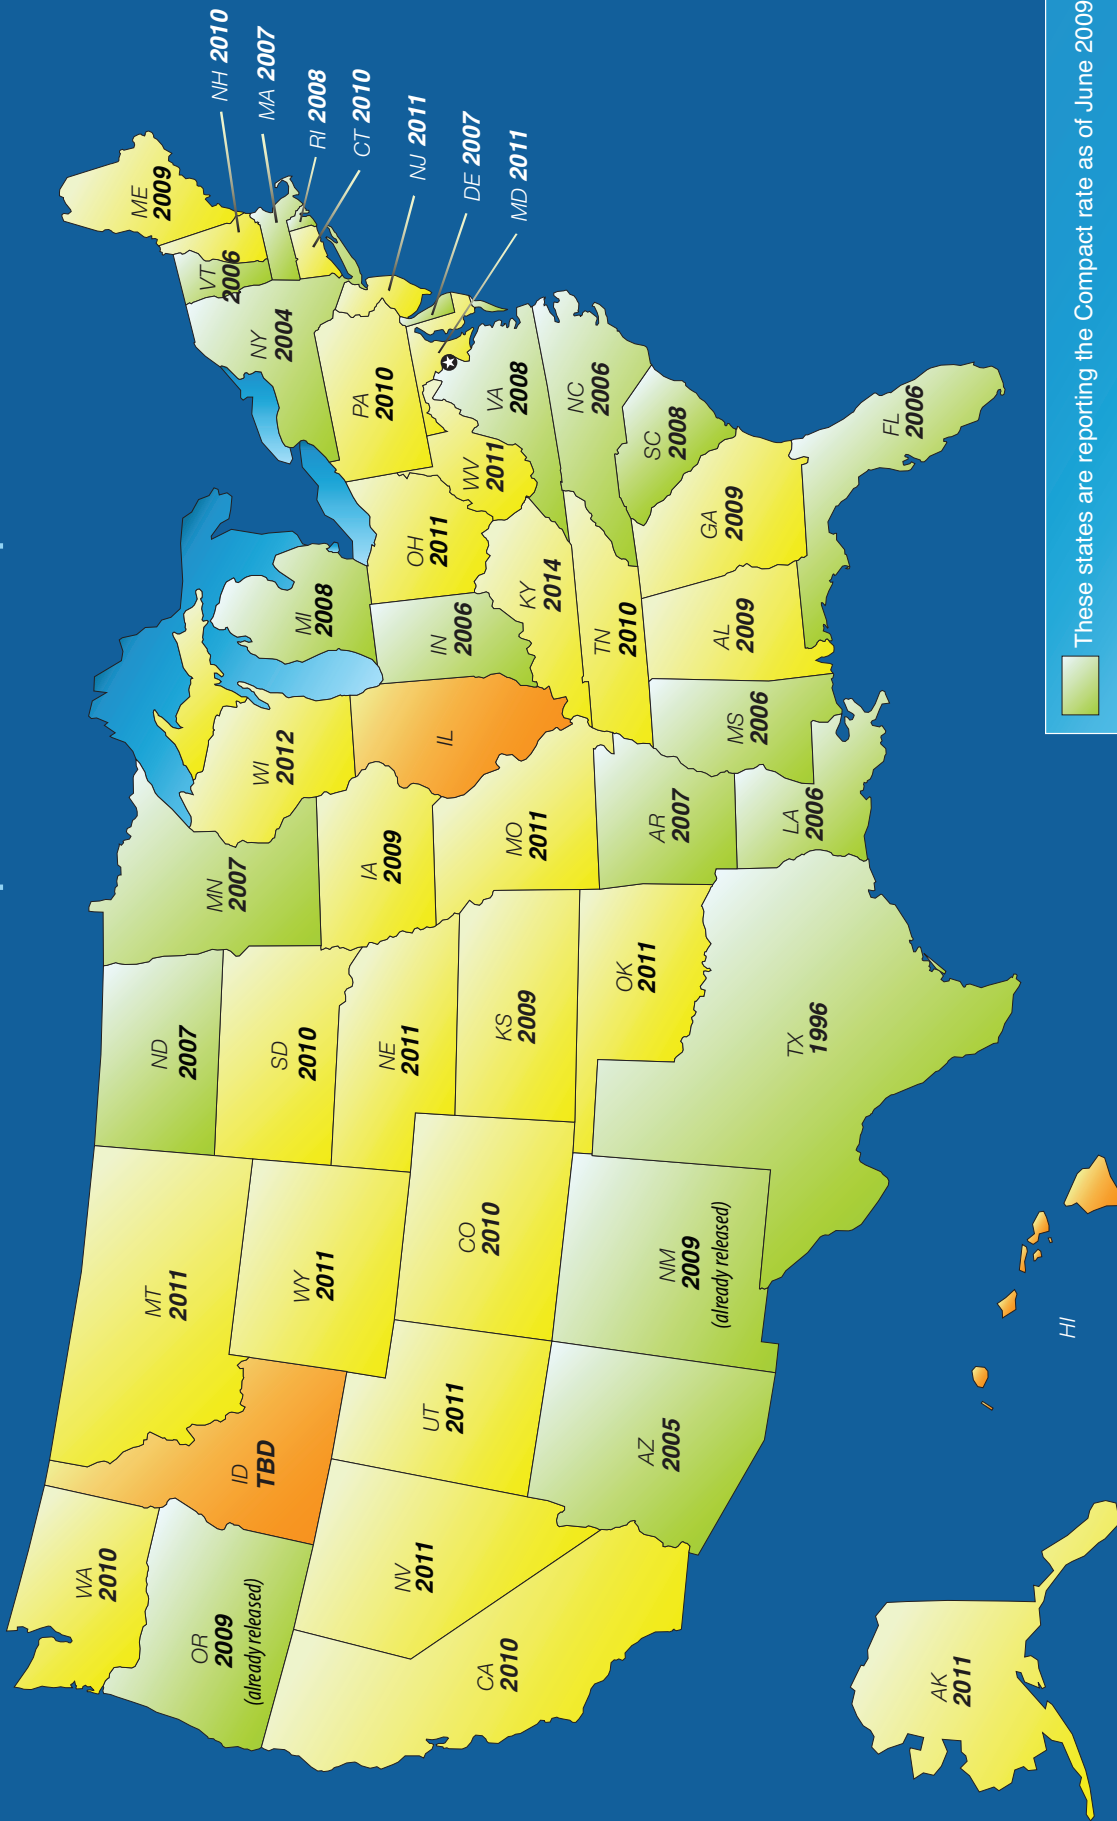 WA
2010
OR
2009
(already released)
CA
2010
NV
2011
ID
TBD
MT
2011
WY
2011
UT
2011
AZ
2005
CO
2010
NM
2009
(already released)
ND
2007
SD
2010
NE
2011
KS
2009
OK
2011
TX
1996
MN
2007
IA
2009
MO
2011
AR
2007
LA
2006
WI
2012
IL
MI
2008
IN
2006
OH
2011
KY
2014
TN
2010
MS
2006
AL
2009
GA
2009
FL
2006
SC
2008
NC
2006
VA
2008
WV
2011
PA
2010
NY
2004
VT
2006
ME
2009
NH 2010
MA 2007
RI 2008
CT 2010
NJ 2011
DE 2007
MD 2011
AK
2011
HI
These states are reporting the Compact rate as of June 2009